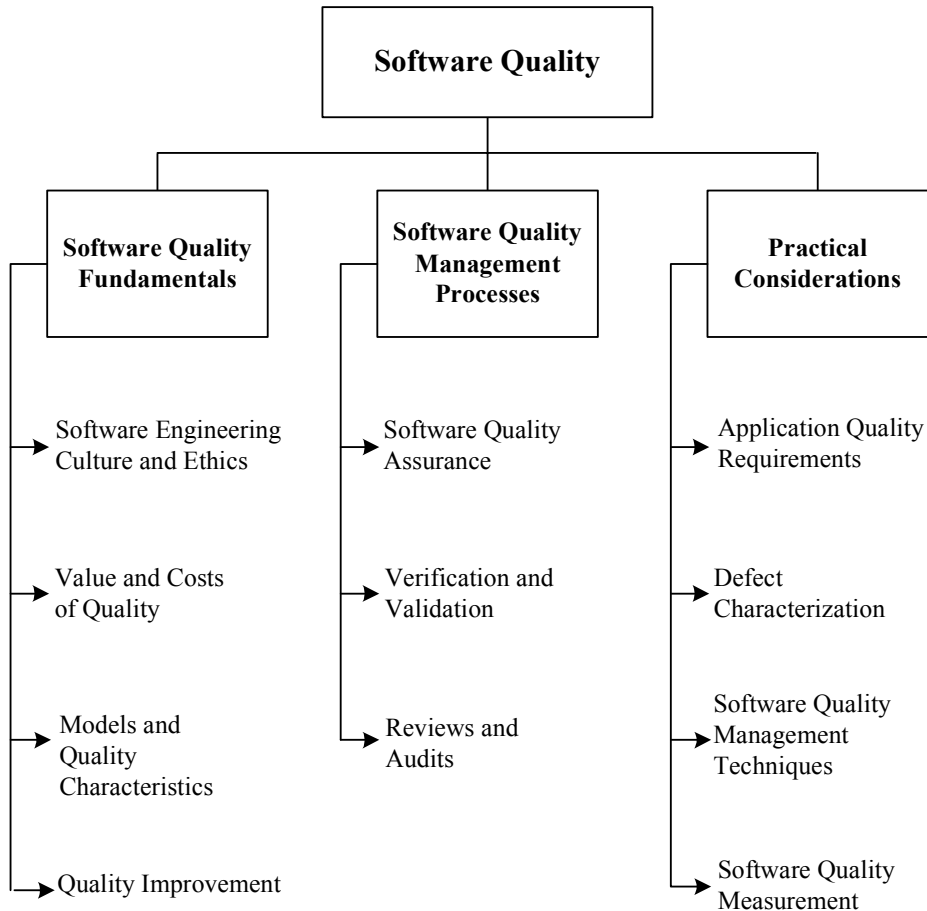 Software Quality
Software Quality
Fundamentals
Software Engineering
Culture and Ethics
Value and Costs
of Quality
Models and
Quality
Characteristics
Quality Improvement
Software Quality
Management
Processes
Software Quality
Assurance
Verification and
Validation
Reviews and
Audits
Practical
Considerations
Application Quality
Requirements
Defect
Characterization
Software Quality
Management
Techniques
Software Quality
Measurement